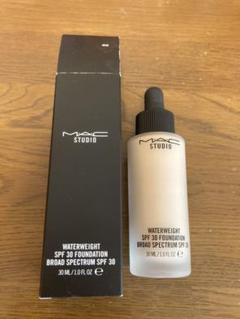 MAC
STUDIO
WATERWEIGHT
SPF 30 FOUNDATION
BROAD SPECTRUM SPF 30
30 ML / 1.0 FL OZ e
MAC
STUDIO
WATERWEIGHT
SPF 30 FOUNDATION
BROAD SPECTRUM SPF 30
30 ML / 1.0 FL OZ e